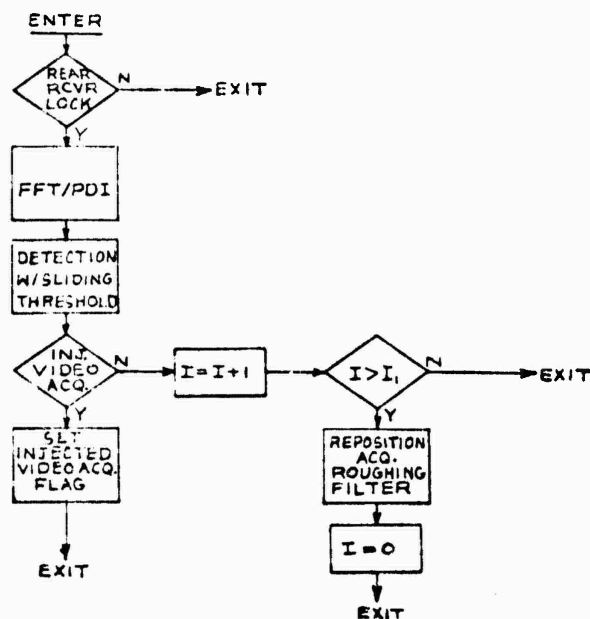 ENTER
REAR
RCVR
LOCK
N
EXIT
Y
FFT/PDI
DETECTION
W/SLIDING
THRESHOLD
INJ.
VIDEO
ACQ.
N
I=I+1
I>I₁
N
EXIT
Y
Y
SET
INJECTED
VIDEO ACQ.
FLAG
REPOSITION
ACQ.
ROUGHING
FILTER
I=0
EXIT
EXIT